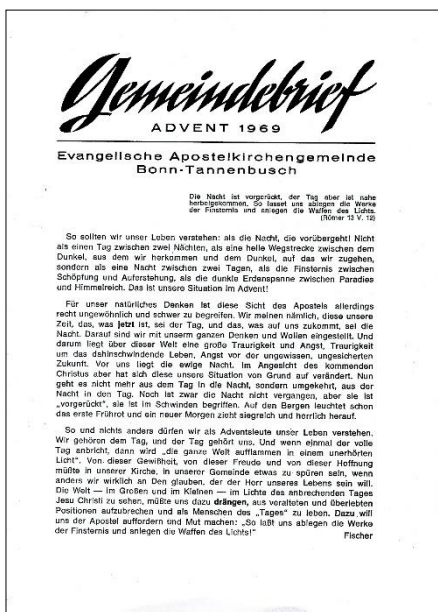 Gemeindebrief
ADVENT 1969
Evangelische Apostelkirchengemeinde
Bonn-Tannenbusch
Die Nacht ist vorgerückt, der Tag aber ist nahe
herbeigekommen. So lasset uns ablegen die Werke
der Finsternis und anlegen die Waffen des Lichts.
(Römer 13 V. 12)
So sollten wir unser Leben verstehen: als die Nacht, die vorübergeht! Nicht
als einen Tag zwischen zwei Nächten, als eine helle Wegstrecke zwischen dem
Dunkel, aus dem wir herkommen und dem Dunkel, auf das wir zugehen,
sondern als eine Nacht zwischen zwei Tagen, als die Finsternis zwischen
Schöpfung und Auferstehung, als die dunkle Erdenspanne zwischen Paradies
und Himmelreich. Das ist unsere Situation im Advent!
Für unser natürliches Denken ist diese Sicht des Apostels allerdings
recht ungewöhnlich und schwer zu begreifen. Wir meinen nämlich, diese unsere
Zeit, das, was jetzt ist, sei der Tag, und das, was auf uns zukommt, sei die
Nacht. Darauf sind wir mit unserm ganzen Denken und Wollen eingestellt. Und
darum liegt über dieser Welt eine große Traurigkeit und Angst, Traurigkeit
um das dahinschwindende Leben, Angst vor der ungewissen, ungesicherten
Zukunft. Vor uns liegt die ewige Nacht. Im Angesicht des kommenden
Christus aber hat sich diese unsere Situation von Grund auf verändert. Nun
geht es nicht mehr aus dem Tag in die Nacht, sondern umgekehrt, aus der
Nacht in den Tag. Noch ist zwar die Nacht nicht vergangen, aber sie ist
„vorgerückt“, sie ist im Schwinden begriffen. Auf den Bergen leuchtet schon
das erste Frührot und ein neuer Morgen zieht siegreich und herrlich herauf.
So und nichts anders dürfen wir als Adventsleute unser Leben verstehen.
Wir gehören dem Tag, und der Tag gehört uns. Und wenn einmal der volle
Tag anbricht, dann wird „die ganze Welt aufflammen in einem unerhörten
Licht“. Von dieser Gewißheit, von dieser Freude und von dieser Hoffnung
müßte in unserer Kirche, in unserer Gemeinde etwas zu spüren sein, wenn
anders wir wirklich an Den glauben, der der Herr unseres Lebens sein will.
Die Welt — im Großen und im Kleinen — im Lichte des anbrechenden Tages
Jesu Christi zu sehen, müßte uns dazu drängen, aus veralteten und überlebten
Positionen aufzubrechen und als Menschen des „Tages“ zu leben. Dazu will
uns der Apostel auffordern und Mut machen: „So laßt uns ablegen die Werke
der Finsternis und anlegen die Waffen des Lichts!“
Fischer